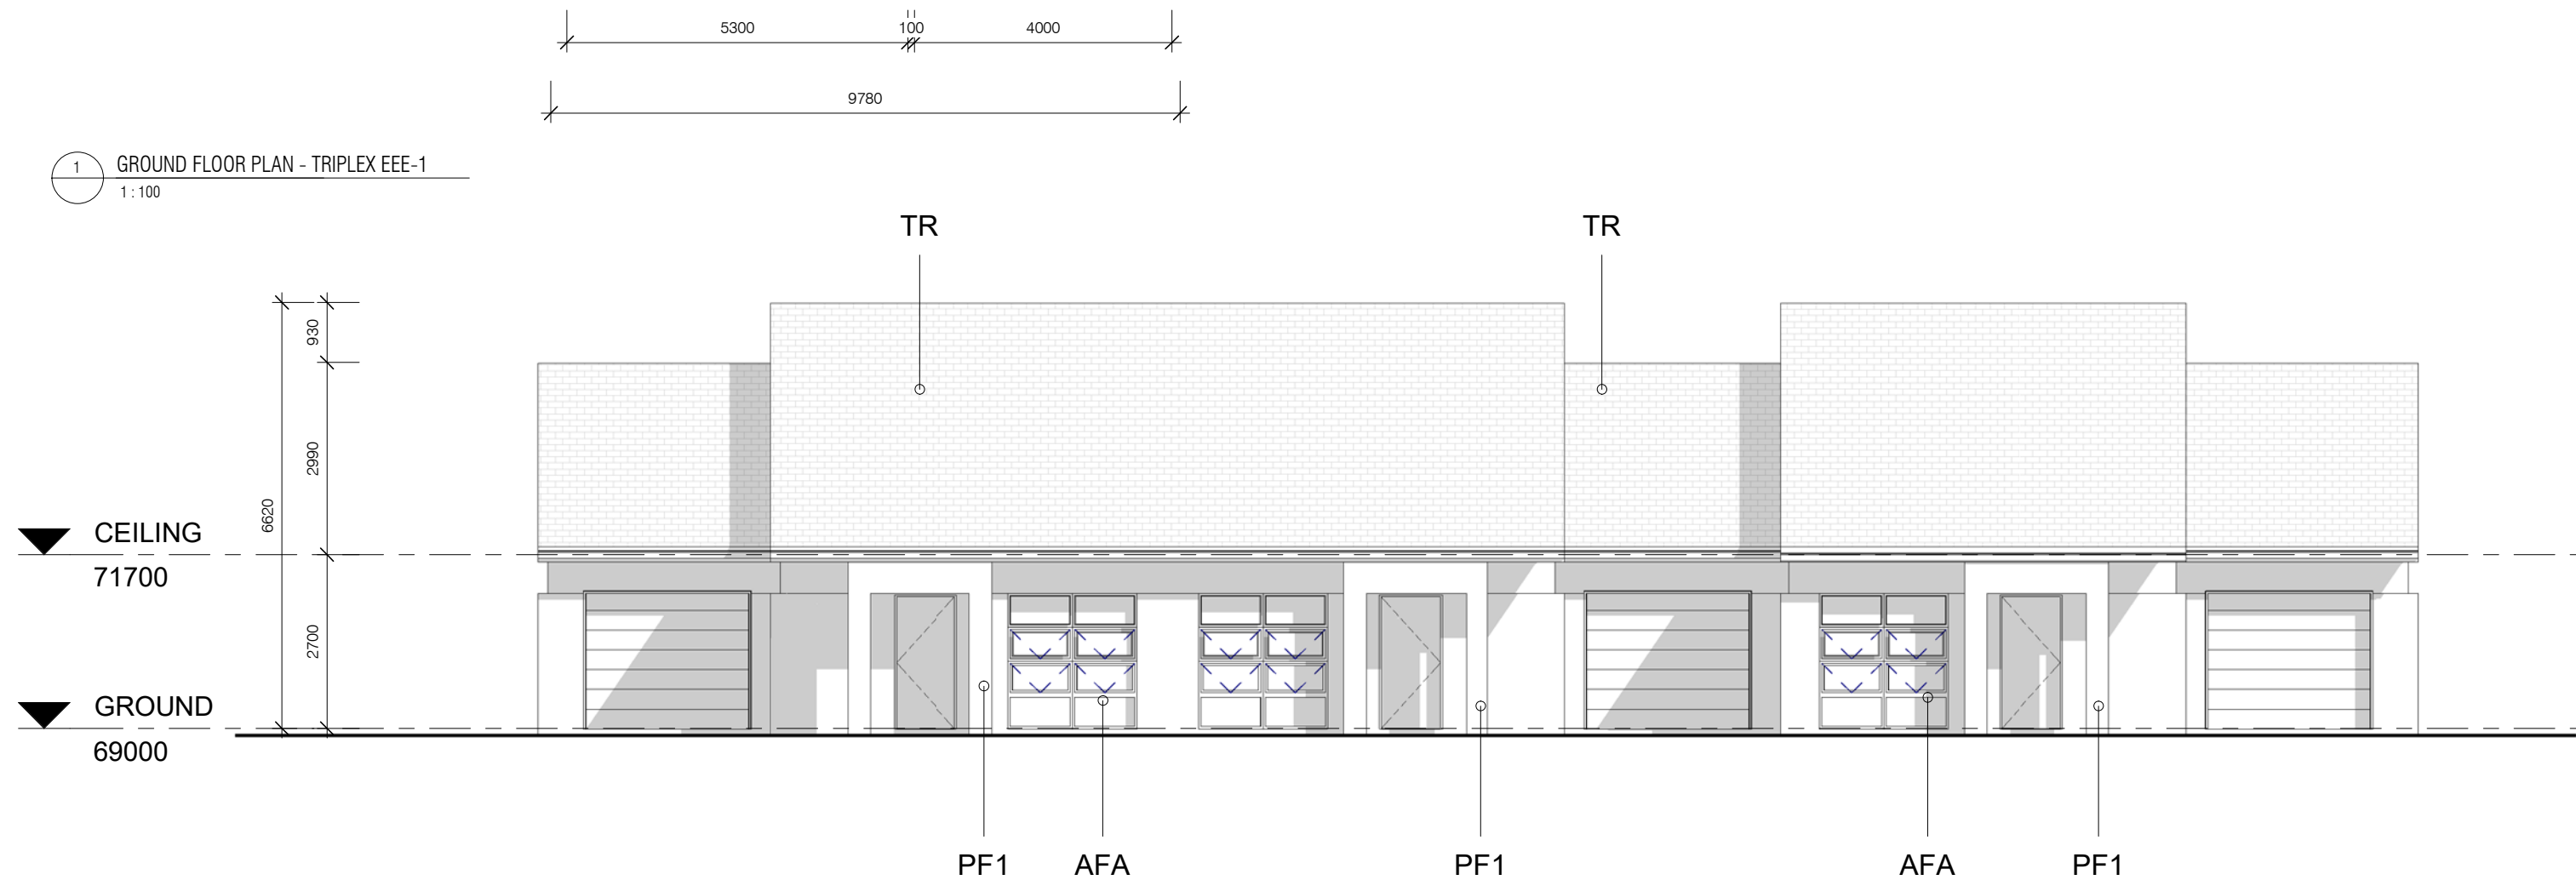 5300
100
4000
9780
1
GROUND FLOOR PLAN - TRIPLEX EEE-1
1 : 100
TR
TR
930
2990
6620
2700
CEILING
71700
GROUND
69000
PF1
AFA
PF1
AFA
PF1